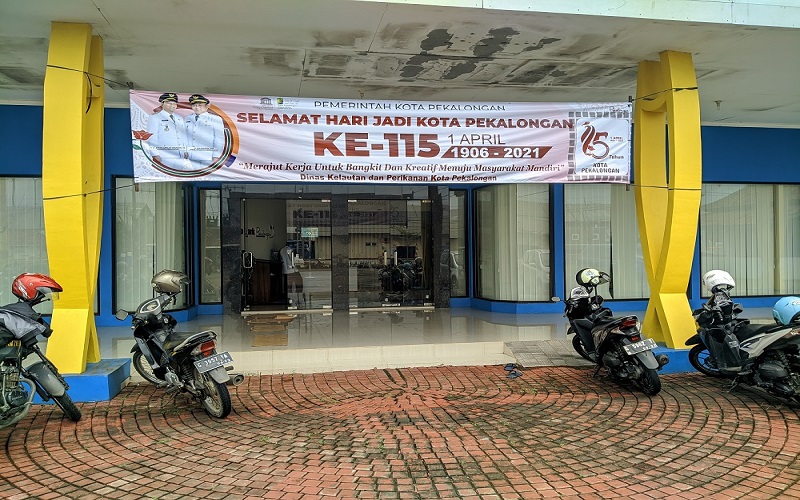 PEMERINTAH KOTA PEKALONGAN
SELAMAT HARI JADI KOTA PEKALONGAN
KE-115 1 APRIL
1906 - 2021
"Merajut Kerja Untuk Bangkit Dan Kreatif Menuju Masyarakat Mandiri"
Dinas Kelautan dan Perikanan Kota Pekalongan
Tahun
KOTA
PEKALONGAN